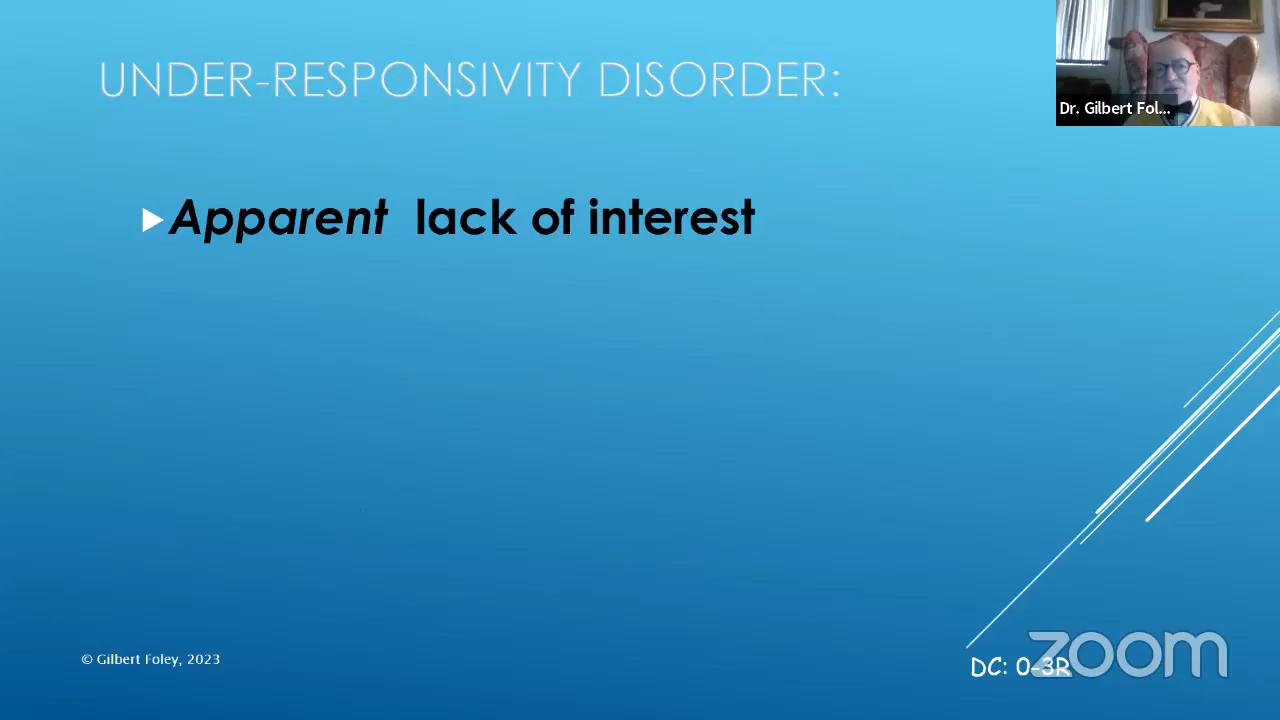 UNDER-RESPONSIVITY DISORDER:
Dr. Gilbert Fol...
Apparent lack of interest
© Gilbert Foley, 2023
DC: 0-3R
zoom